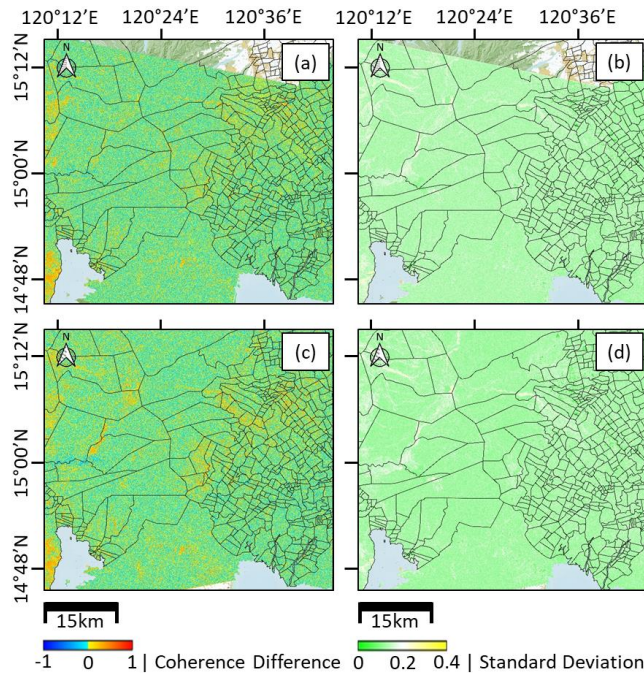 120°12′E 120°24′E 120°36′E 120°12′E 120°24′E 120°36′E
15°12′N 15°00′N 14°48′N
N (a)
N (b)
15°12′N 15°00′N 14°48′N
N (c)
N (d)
15km 15km
-1 0 1 | Coherence Difference 0 0.2 0.4 | Standard Deviation